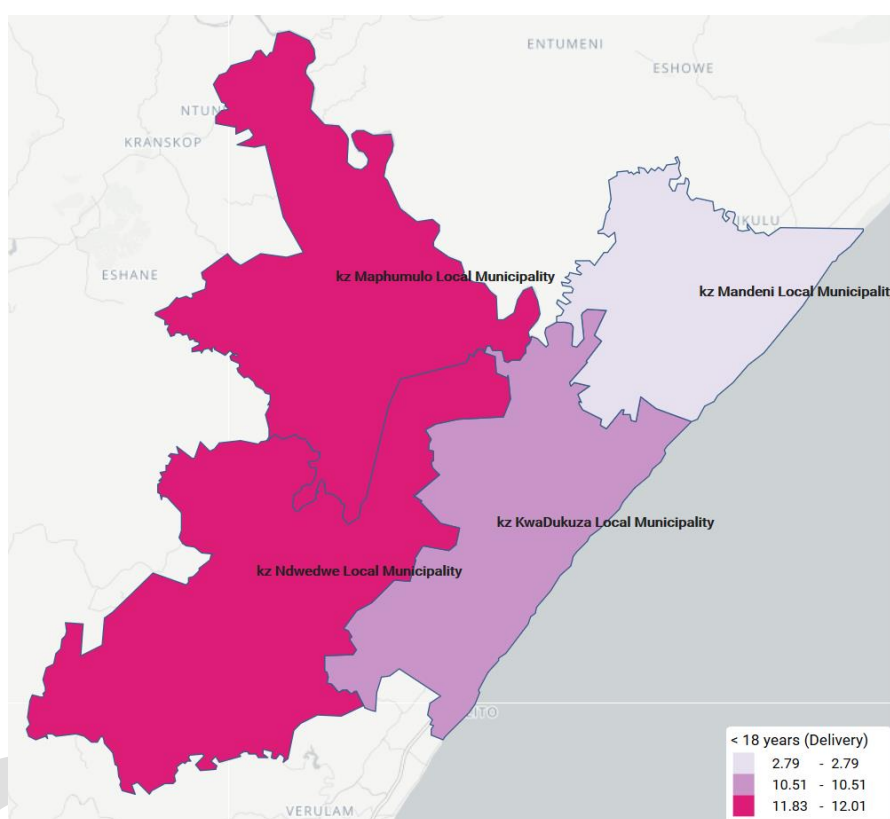 ENTUMENI
ESHOWE
KRANSKOP
ESHANE
kz Maphumulo Local Municipality
kz Mandeni Local Municipalit
kz KwaDukuza Local Municipality
kz Ndwedwe Local Municipality
VERULAM
< 18 years (Delivery)
2.79 - 2.79
10.51 - 10.51
11.83 - 12.01